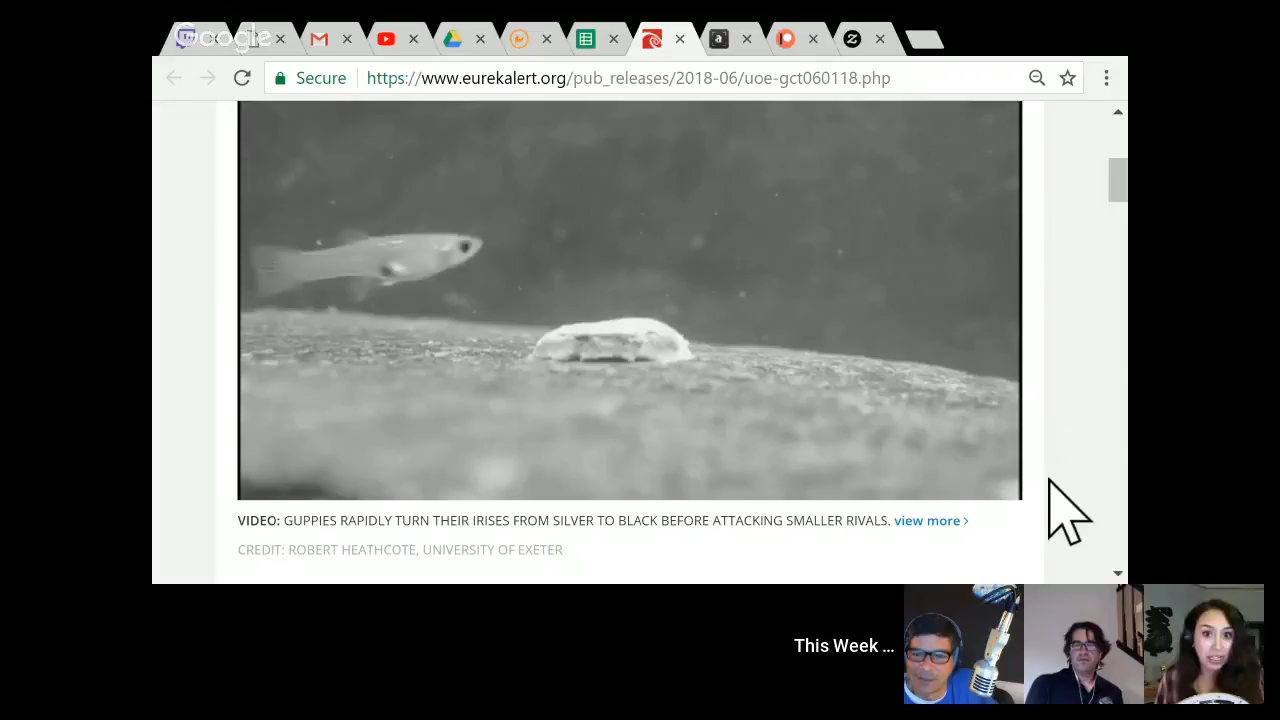 Google
Secure https://www.eurekalert.org/pub_releases/2018-06/uoe-gct060118.php
VIDEO: GUPPIES RAPIDLY TURN THEIR IRISES FROM SILVER TO BLACK BEFORE ATTACKING SMALLER RIVALS. view more >
CREDIT: ROBERT HEATHCOTE, UNIVERSITY OF EXETER
This Week ...